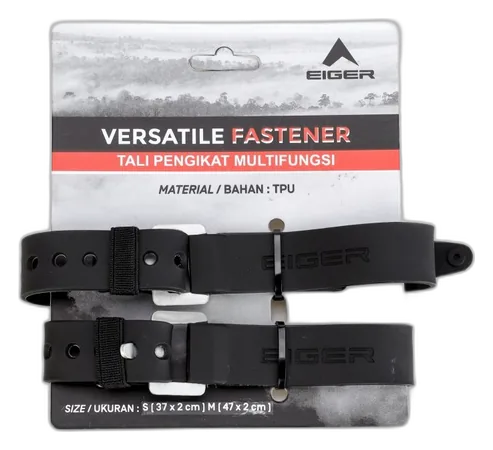 EIGER
VERSATILE FASTENER
TALI PENGIKAT MULTIFUNGSI
MATERIAL / BAHAN : TPU
EIGER
EIGER
SIZE / UKURAN : S [ 37 x 2 cm ] M [ 47 x 2 cm ]